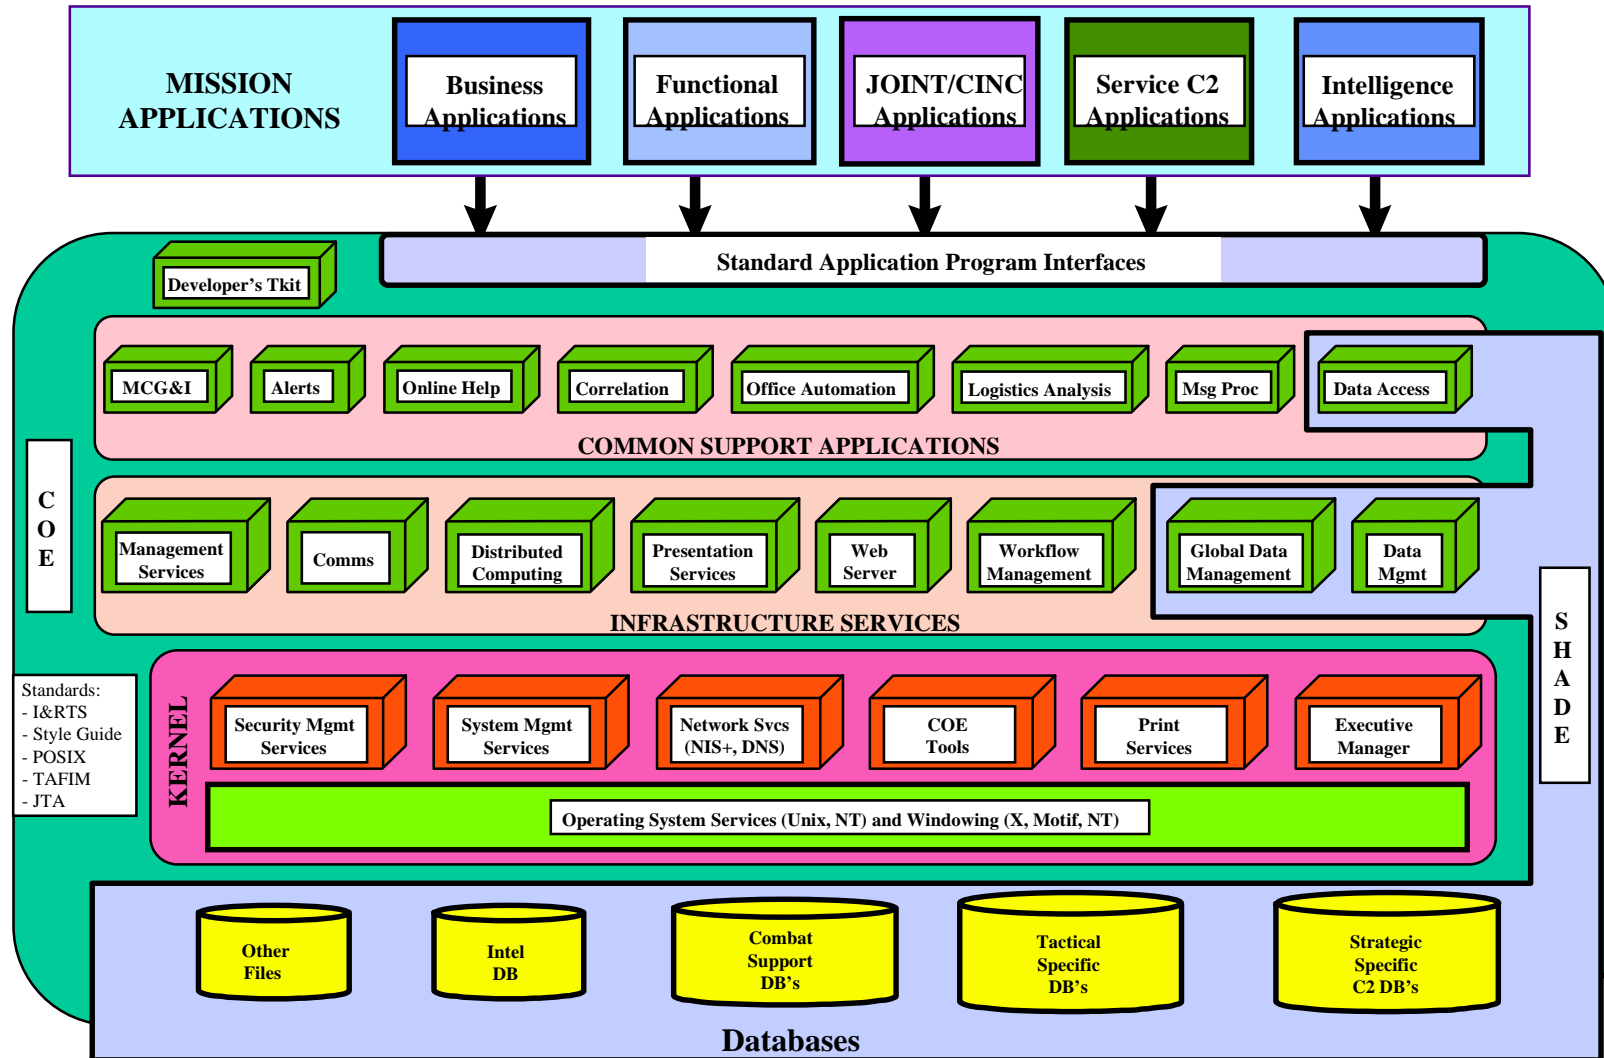 MISSION
APPLICATIONS
Business
Applications
Functional
Applications
JOINT/CINC
Applications
Service C2
Applications
Intelligence
Applications
Standard Application Program Interfaces
Developer's Tkit
MCG&I
Alerts
Online Help
Correlation
Office Automation
Logistics Analysis
Msg Proc
Data Access
COMMON SUPPORT APPLICATIONS
C
O
E
Management
Services
Comms
Distributed
Computing
Presentation
Services
Web
Server
Workflow
Management
Global Data
Management
Data
Mgmt
INFRASTRUCTURE SERVICES
S
H
A
D
E
Standards:
- I&RTS
- Style Guide
- POSIX
- TAFIM
- JTA
KERNEL
Security Mgmt
Services
System Mgmt
Services
Network Svcs
(NIS+, DNS)
COE
Tools
Print
Services
Executive
Manager
Operating System Services (Unix, NT) and Windowing (X, Motif, NT)
Other
Files
Intel
DB
Combat
Support
DB's
Tactical
Specific
DB's
Strategic
Specific
C2 DB's
Databases